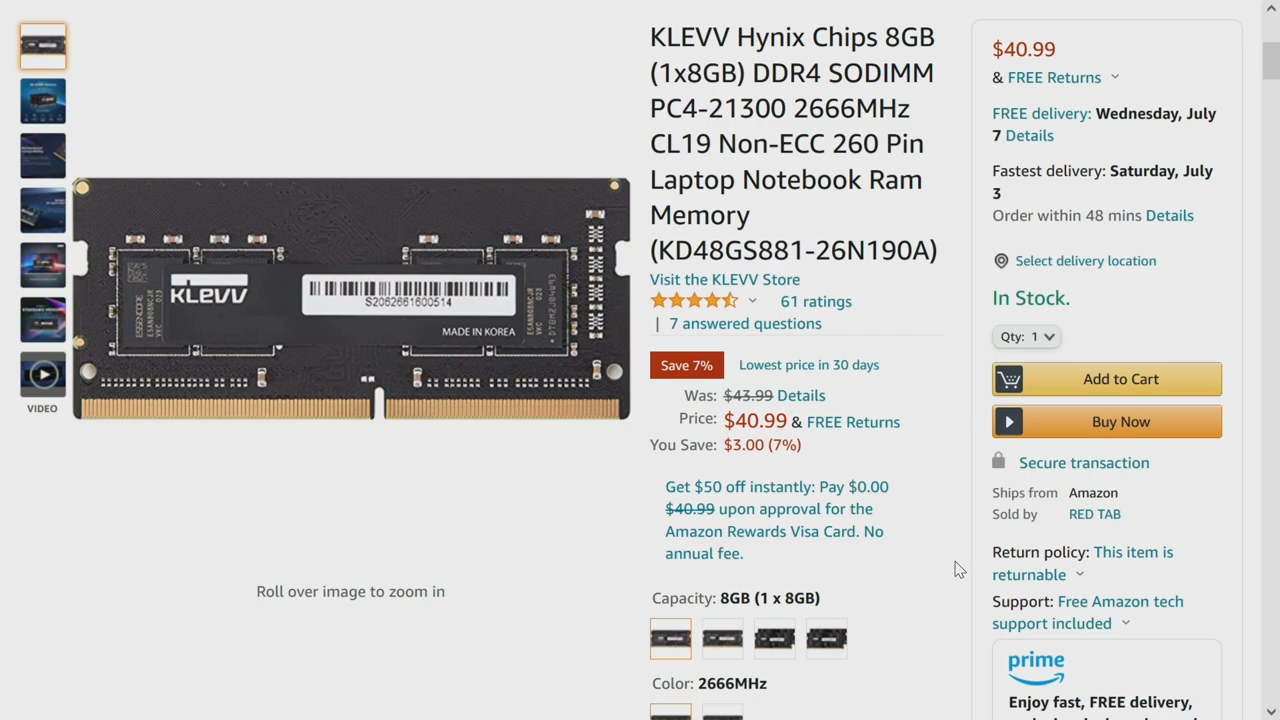 VIDEO
KLEVV
S2062661600514
MADE IN KOREA
Roll over image to zoom in
KLEVV Hynix Chips 8GB
(1x8GB) DDR4 SODIMM
PC4-21300 2666MHz
CL19 Non-ECC 260 Pin
Laptop Notebook Ram
Memory
(KD48GS881-26N190A)
Visit the KLEVV Store
61 ratings
| 7 answered questions
Save 7% Lowest price in 30 days
Was: $43.99 Details
Price: $40.99 & FREE Returns
You Save: $3.00 (7%)
Get $50 off instantly: Pay $0.00
$40.99 upon approval for the
Amazon Rewards Visa Card. No
annual fee.
Capacity: 8GB (1 x 8GB)
Color: 2666MHz
$40.99
& FREE Returns
FREE delivery: Wednesday, July
7 Details
Fastest delivery: Saturday, July
3
Order within 48 mins Details
Select delivery location
In Stock.
Qty: 1
Add to Cart
Buy Now
Secure transaction
Ships from Amazon
Sold by RED TAB
Return policy: This item is
returnable
Support: Free Amazon tech
support included
prime
Enjoy fast, FREE delivery,